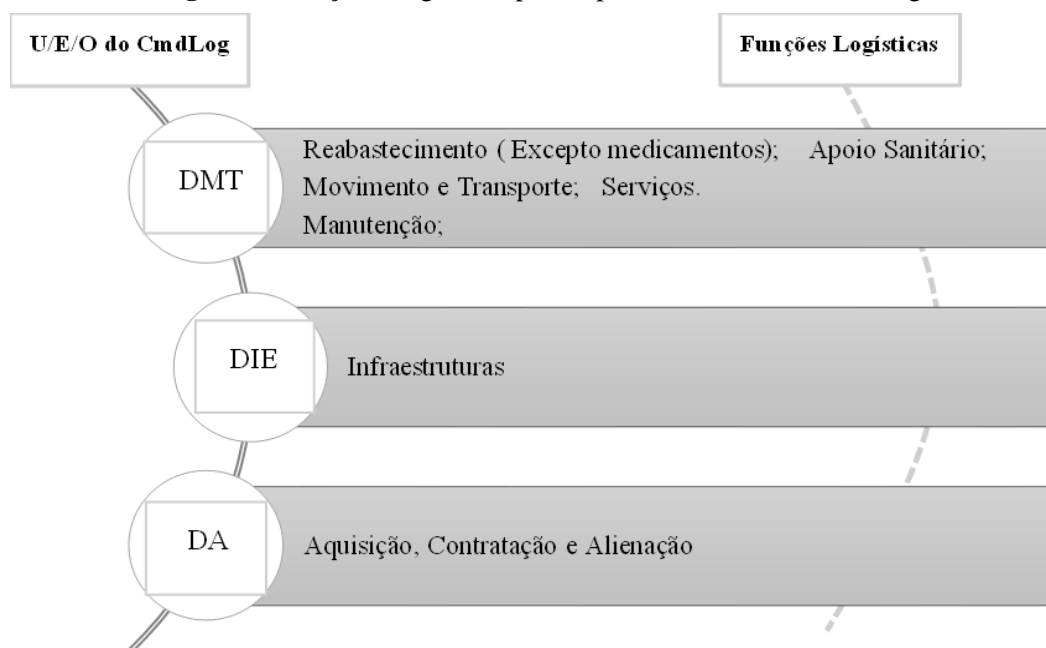 U/E/O do CmdLog
Funções Logísticas
DMT
Reabastecimento ( Excepto medicamentos); Apoio Sanitário;
Movimento e Transporte; Serviços.
Manutenção;
DIE
Infraestruturas
DA
Aquisição, Contratação e Alienação